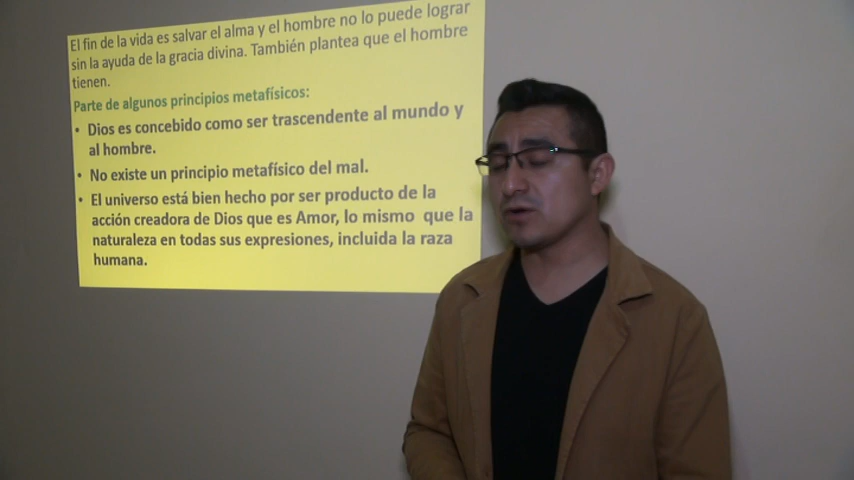 El fin de la vida es salvar el alma y el hombre no lo puede lograr
sin la ayuda de la gracia divina. También plantea que el hombre
tienen.
Parte de algunos principios metafísicos:
• Dios es concebido como ser trascendente al mundo y
al hombre.
• No existe un principio metafísico del mal.
• El universo está bien hecho por ser producto de la
acción creadora de Dios que es Amor, lo mismo que la
naturaleza en todas sus expresiones, incluida la raza
humana.